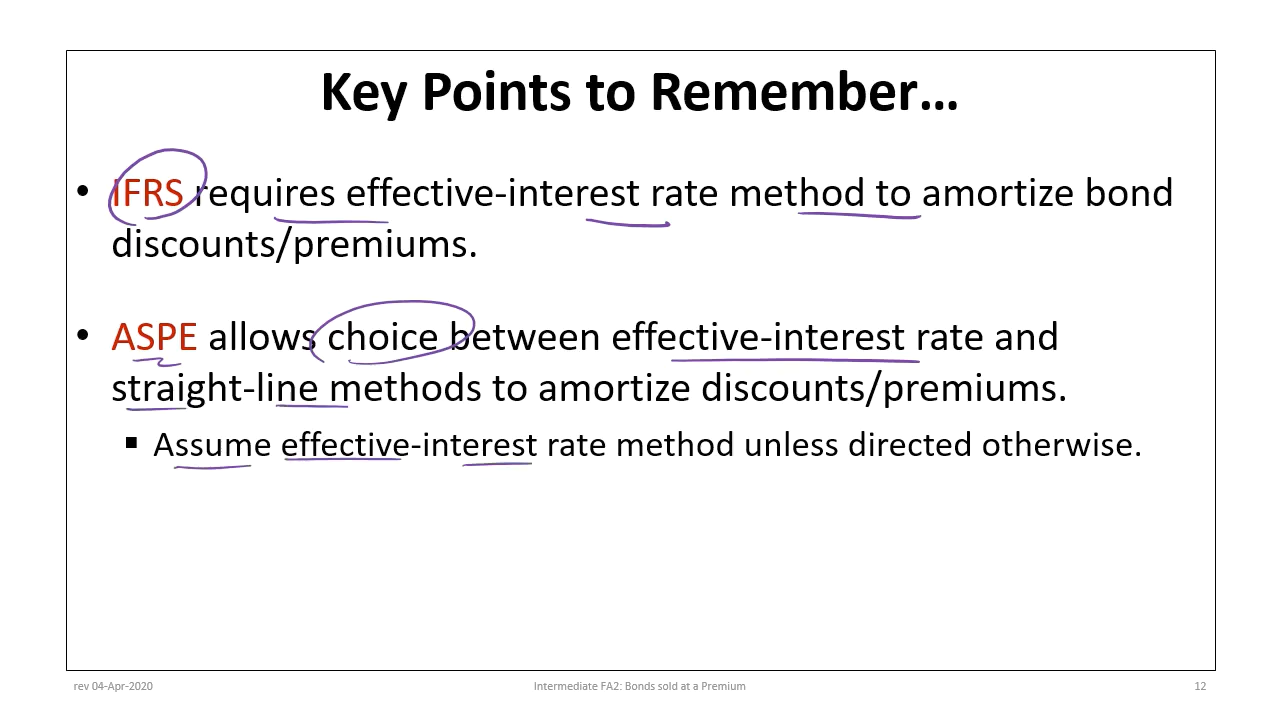 Key Points to Remember…
• IFRS requires effective-interest rate method to amortize bond
discounts/premiums.
• ASPE allows choice between effective-interest rate and
straight-line methods to amortize discounts/premiums.
▪ Assume effective-interest rate method unless directed otherwise.
rev 04-Apr-2020
Intermediate FA2: Bonds sold at a Premium
12